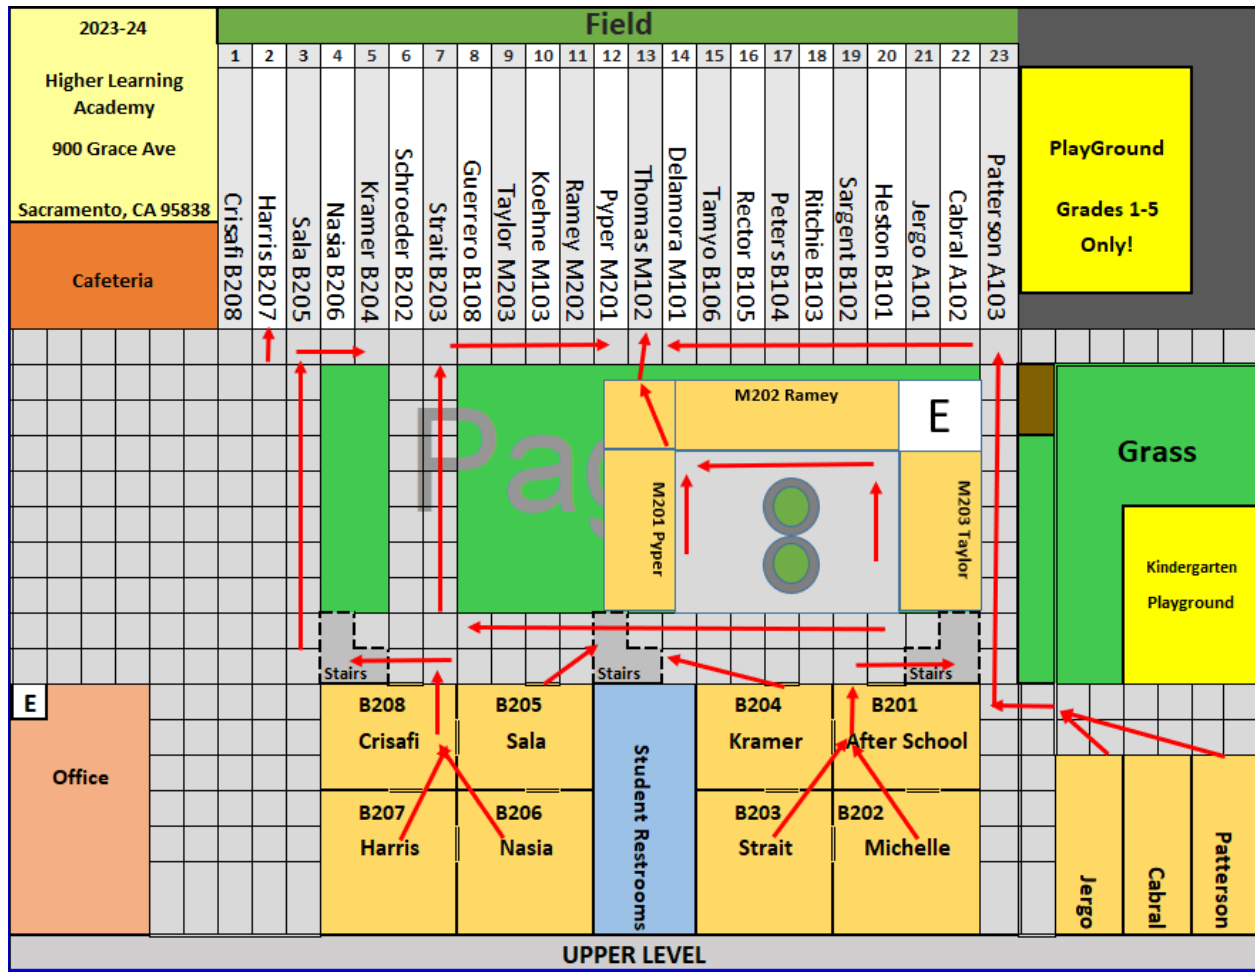 2023-24
Higher Learning
Academy
900 Grace Ave
Sacramento, CA 95838
Cafeteria
Field
1 2 3 4 5 6 7 8 9 10 11 12 13 14 15 16 17 18 19 20 21 22 23
Crisafi B208
Harris B207
Sala B205
Nasia B206
Kramer B204
Schroeder B202
Strait B203
Guerrero B108
Taylor M203
Koehne M103
Ramey M202
Pyper M201
Thomas M102
Delamora M101
Tamyo B106
Rector B105
Peters B104
Ritchie B103
Sargent B102
Heston B101
Jergo A101
Cabral A102
Patterson A103
PlayGround
Grades 1-5
Only!
M202 Ramey
E
M201 Pyper
M203 Taylor
Pag
Grass
Kindergarten
Playground
Stairs
Stairs
Stairs
E
Office
B208
Crisafi
B205
Sala
B207
Harris
B206
Nasia
Student Restrooms
B204
Kramer
B201
After School
B203
Strait
B202
Michelle
Jergo
Cabral
Patterson
UPPER LEVEL